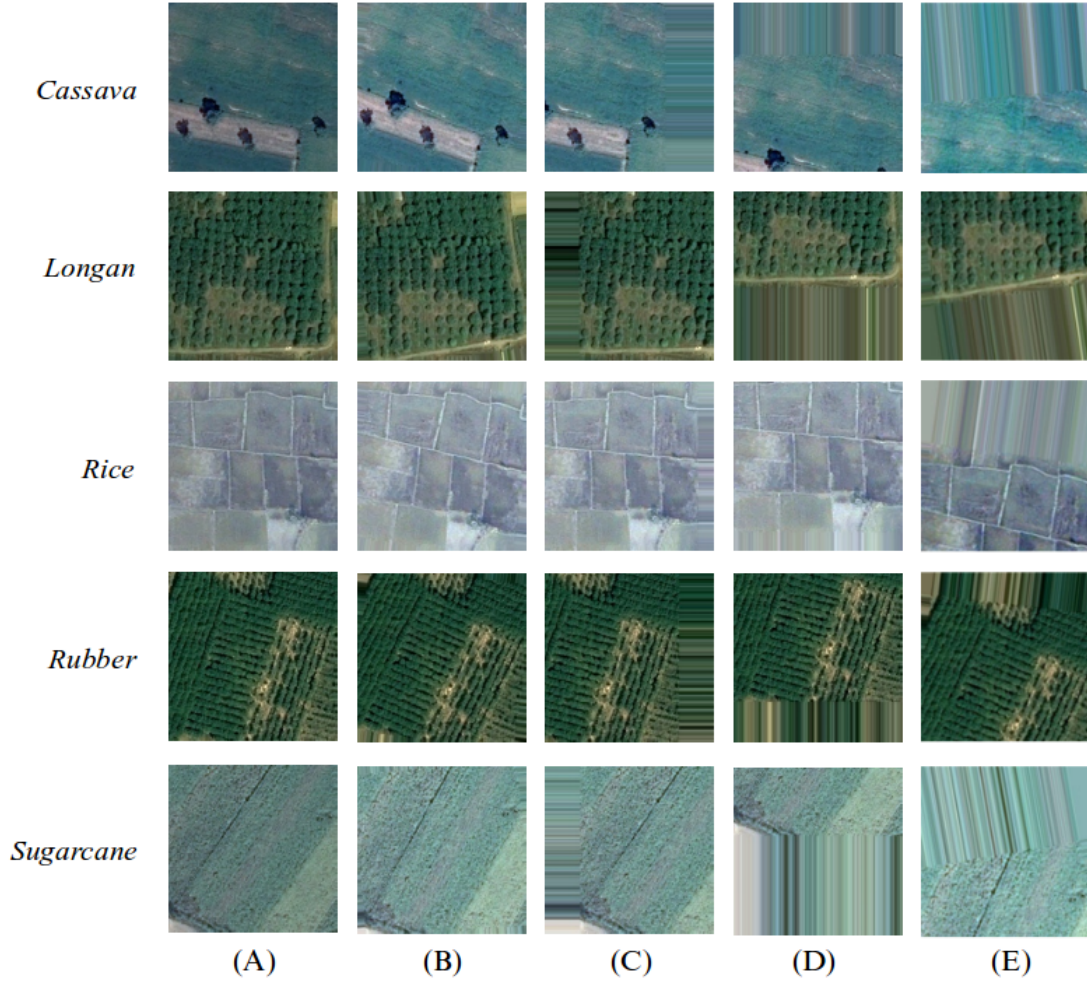 Cassava
Longan
Rice
Rubber
Sugarcane
(A) (B) (C) (D) (E)